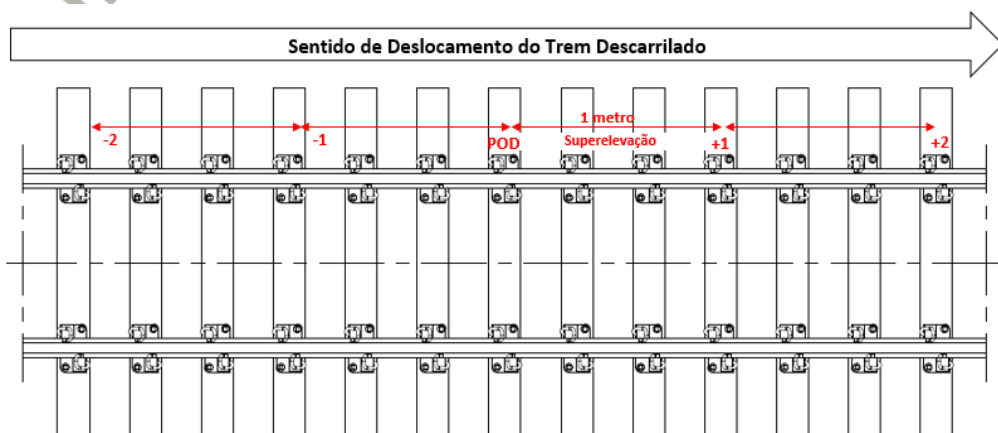 Sentido de Deslocamento do Trem Descarrilado
1 metro
-2 -1 POD Superelevação +1 +2